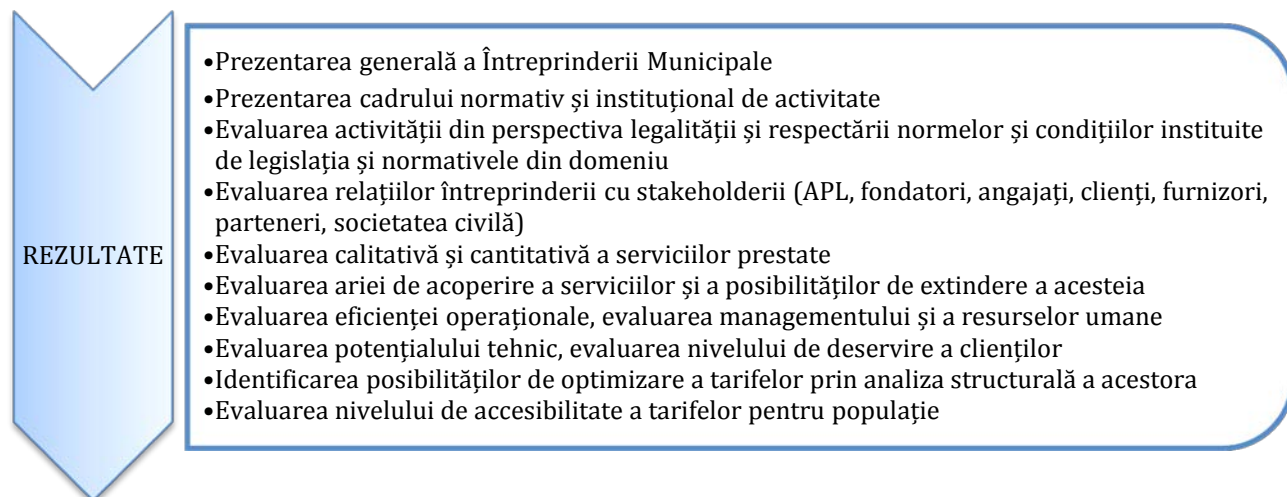 REZULTATE
•Prezentarea generală a Întreprinderii Municipale
•Prezentarea cadrului normativ și instituțional de activitate
•Evaluarea activității din perspectiva legalității și respectării normelor și condițiilor instituite
de legislația și normativele din domeniu
•Evaluarea relațiilor întreprinderii cu stakeholderii (APL, fondatori, angajați, clienți, furnizori,
parteneri, societatea civilă)
•Evaluarea calitativă și cantitativă a serviciilor prestate
•Evaluarea ariei de acoperire a serviciilor și a posibilităților de extindere a acesteia
•Evaluarea eficienței operaționale, evaluarea managementului și a resurselor umane
•Evaluarea potențialului tehnic, evaluarea nivelului de deservire a clienților
•Identificarea posibilităților de optimizare a tarifelor prin analiza structurală a acestora
•Evaluarea nivelului de accesibilitate a tarifelor pentru populație